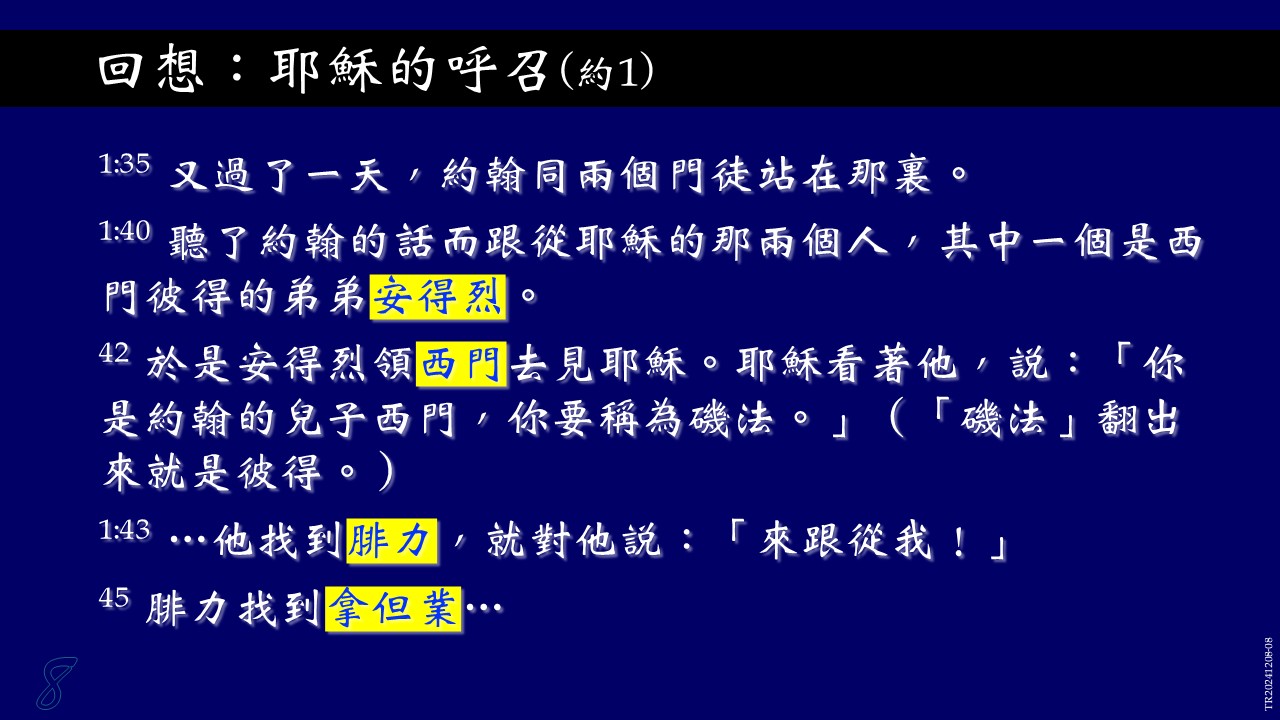 回想：耶穌的呼召(約1)
1:35 又過了一天，約翰同兩個門徒站在那裏。
1:40 聽了約翰的話而跟從耶穌的那兩個人，其中一個是西
門彼得的弟弟安得烈。
42 於是安得烈領西門去見耶穌。耶穌看著他，説：「你
是約翰的兒子西門，你要稱為磯法。」（「磯法」翻出
來就是彼得。）
1:43 …他找到腓力，就對他説：「來跟從我！」
45 腓力找到拿但業…
8
TR20241208-08